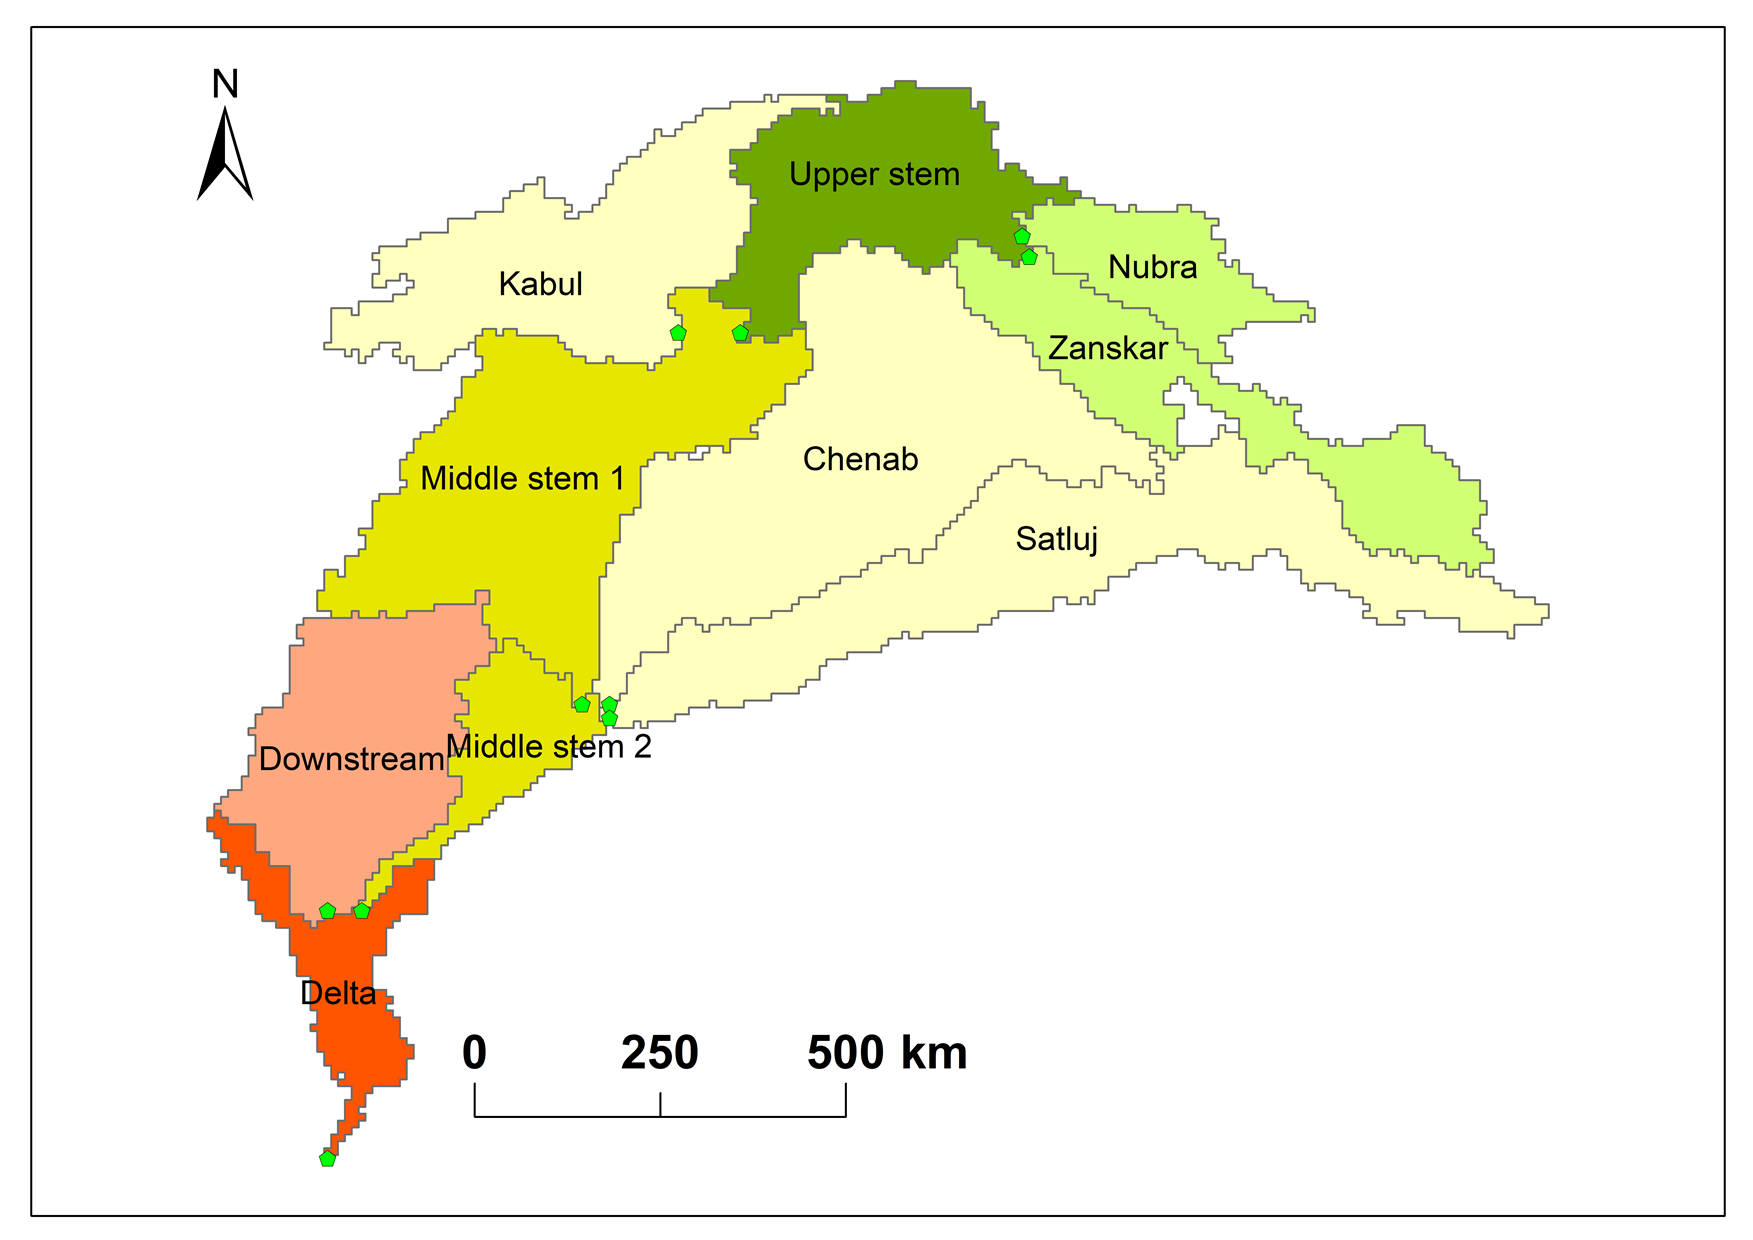 N
Upper stem
Nubra
Kabul
Zanskar
Chenab
Middle stem 1
Satluj
Middle stem 2
Downstream
Delta
0 250 500 km